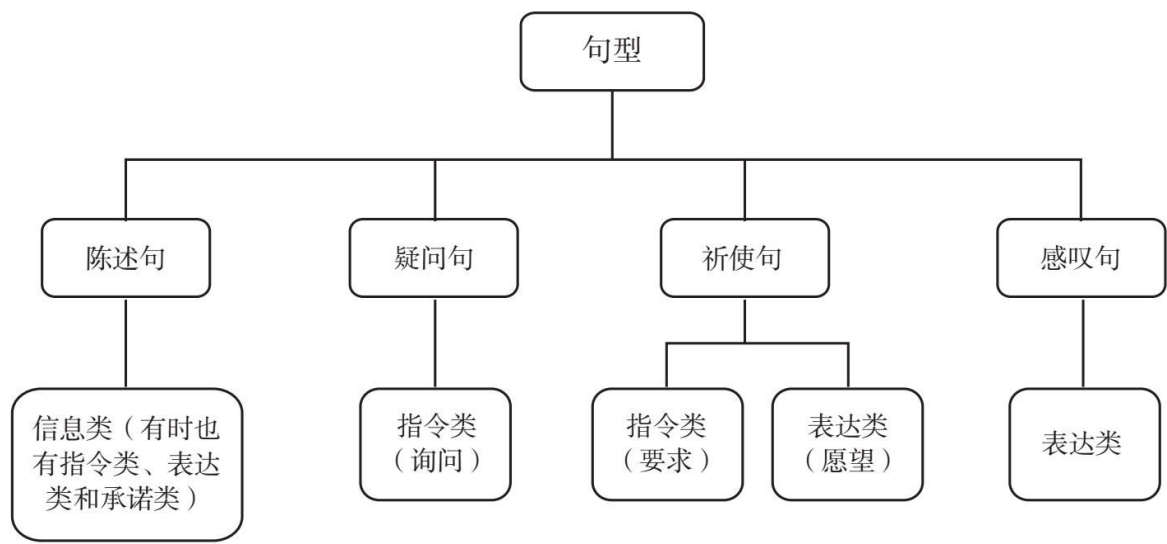 句型
陈述句
疑问句
祈使句
感叹句
信息类（有时也
有指令类、表达
类和承诺类）
指令类
（询问）
指令类
（要求）
表达类
（愿望）
表达类